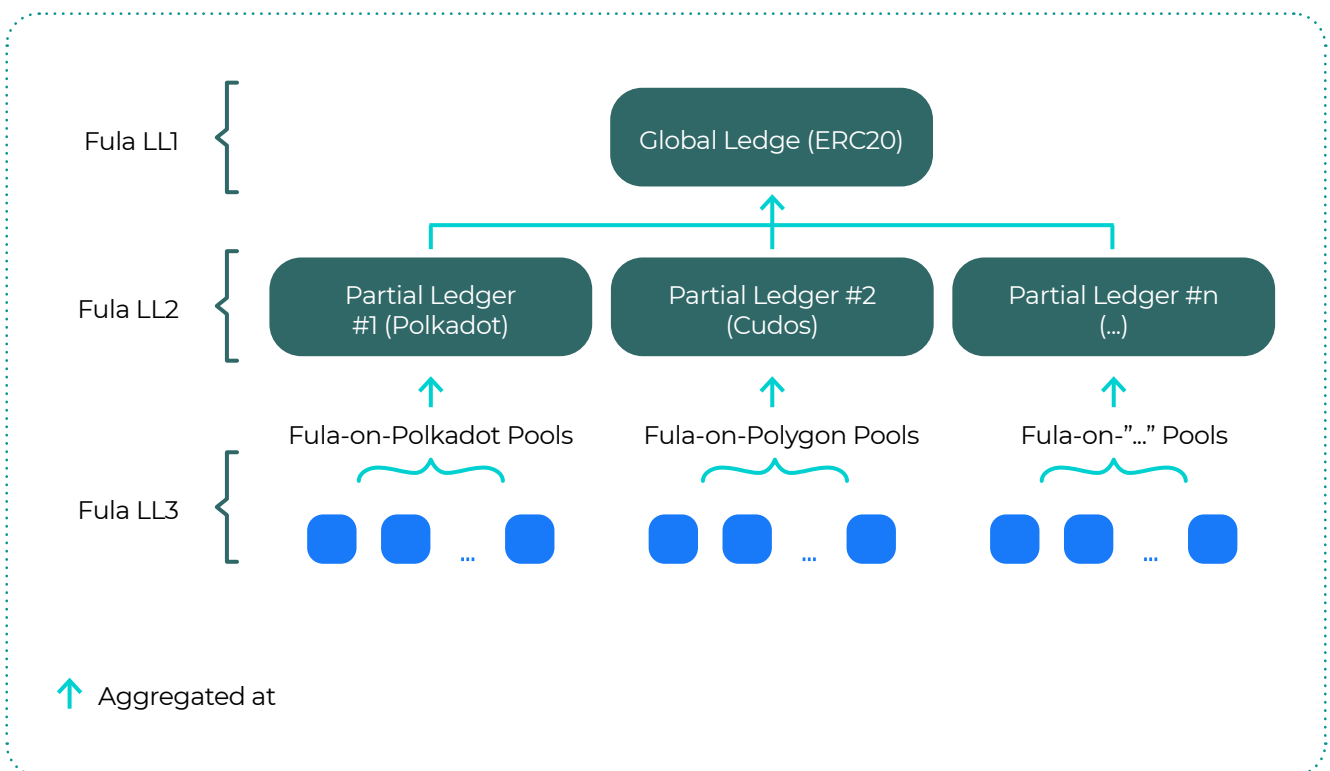 Fula LL1
Global Ledge (ERC20)
Fula LL2
Partial Ledger
#1 (Polkadot)
Partial Ledger #2
(Cudos)
Partial Ledger #n
(...)
Fula-on-Polkadot Pools
Fula-on-Polygon Pools
Fula-on-”...” Pools
Fula LL3
...
...
...
Aggregated at